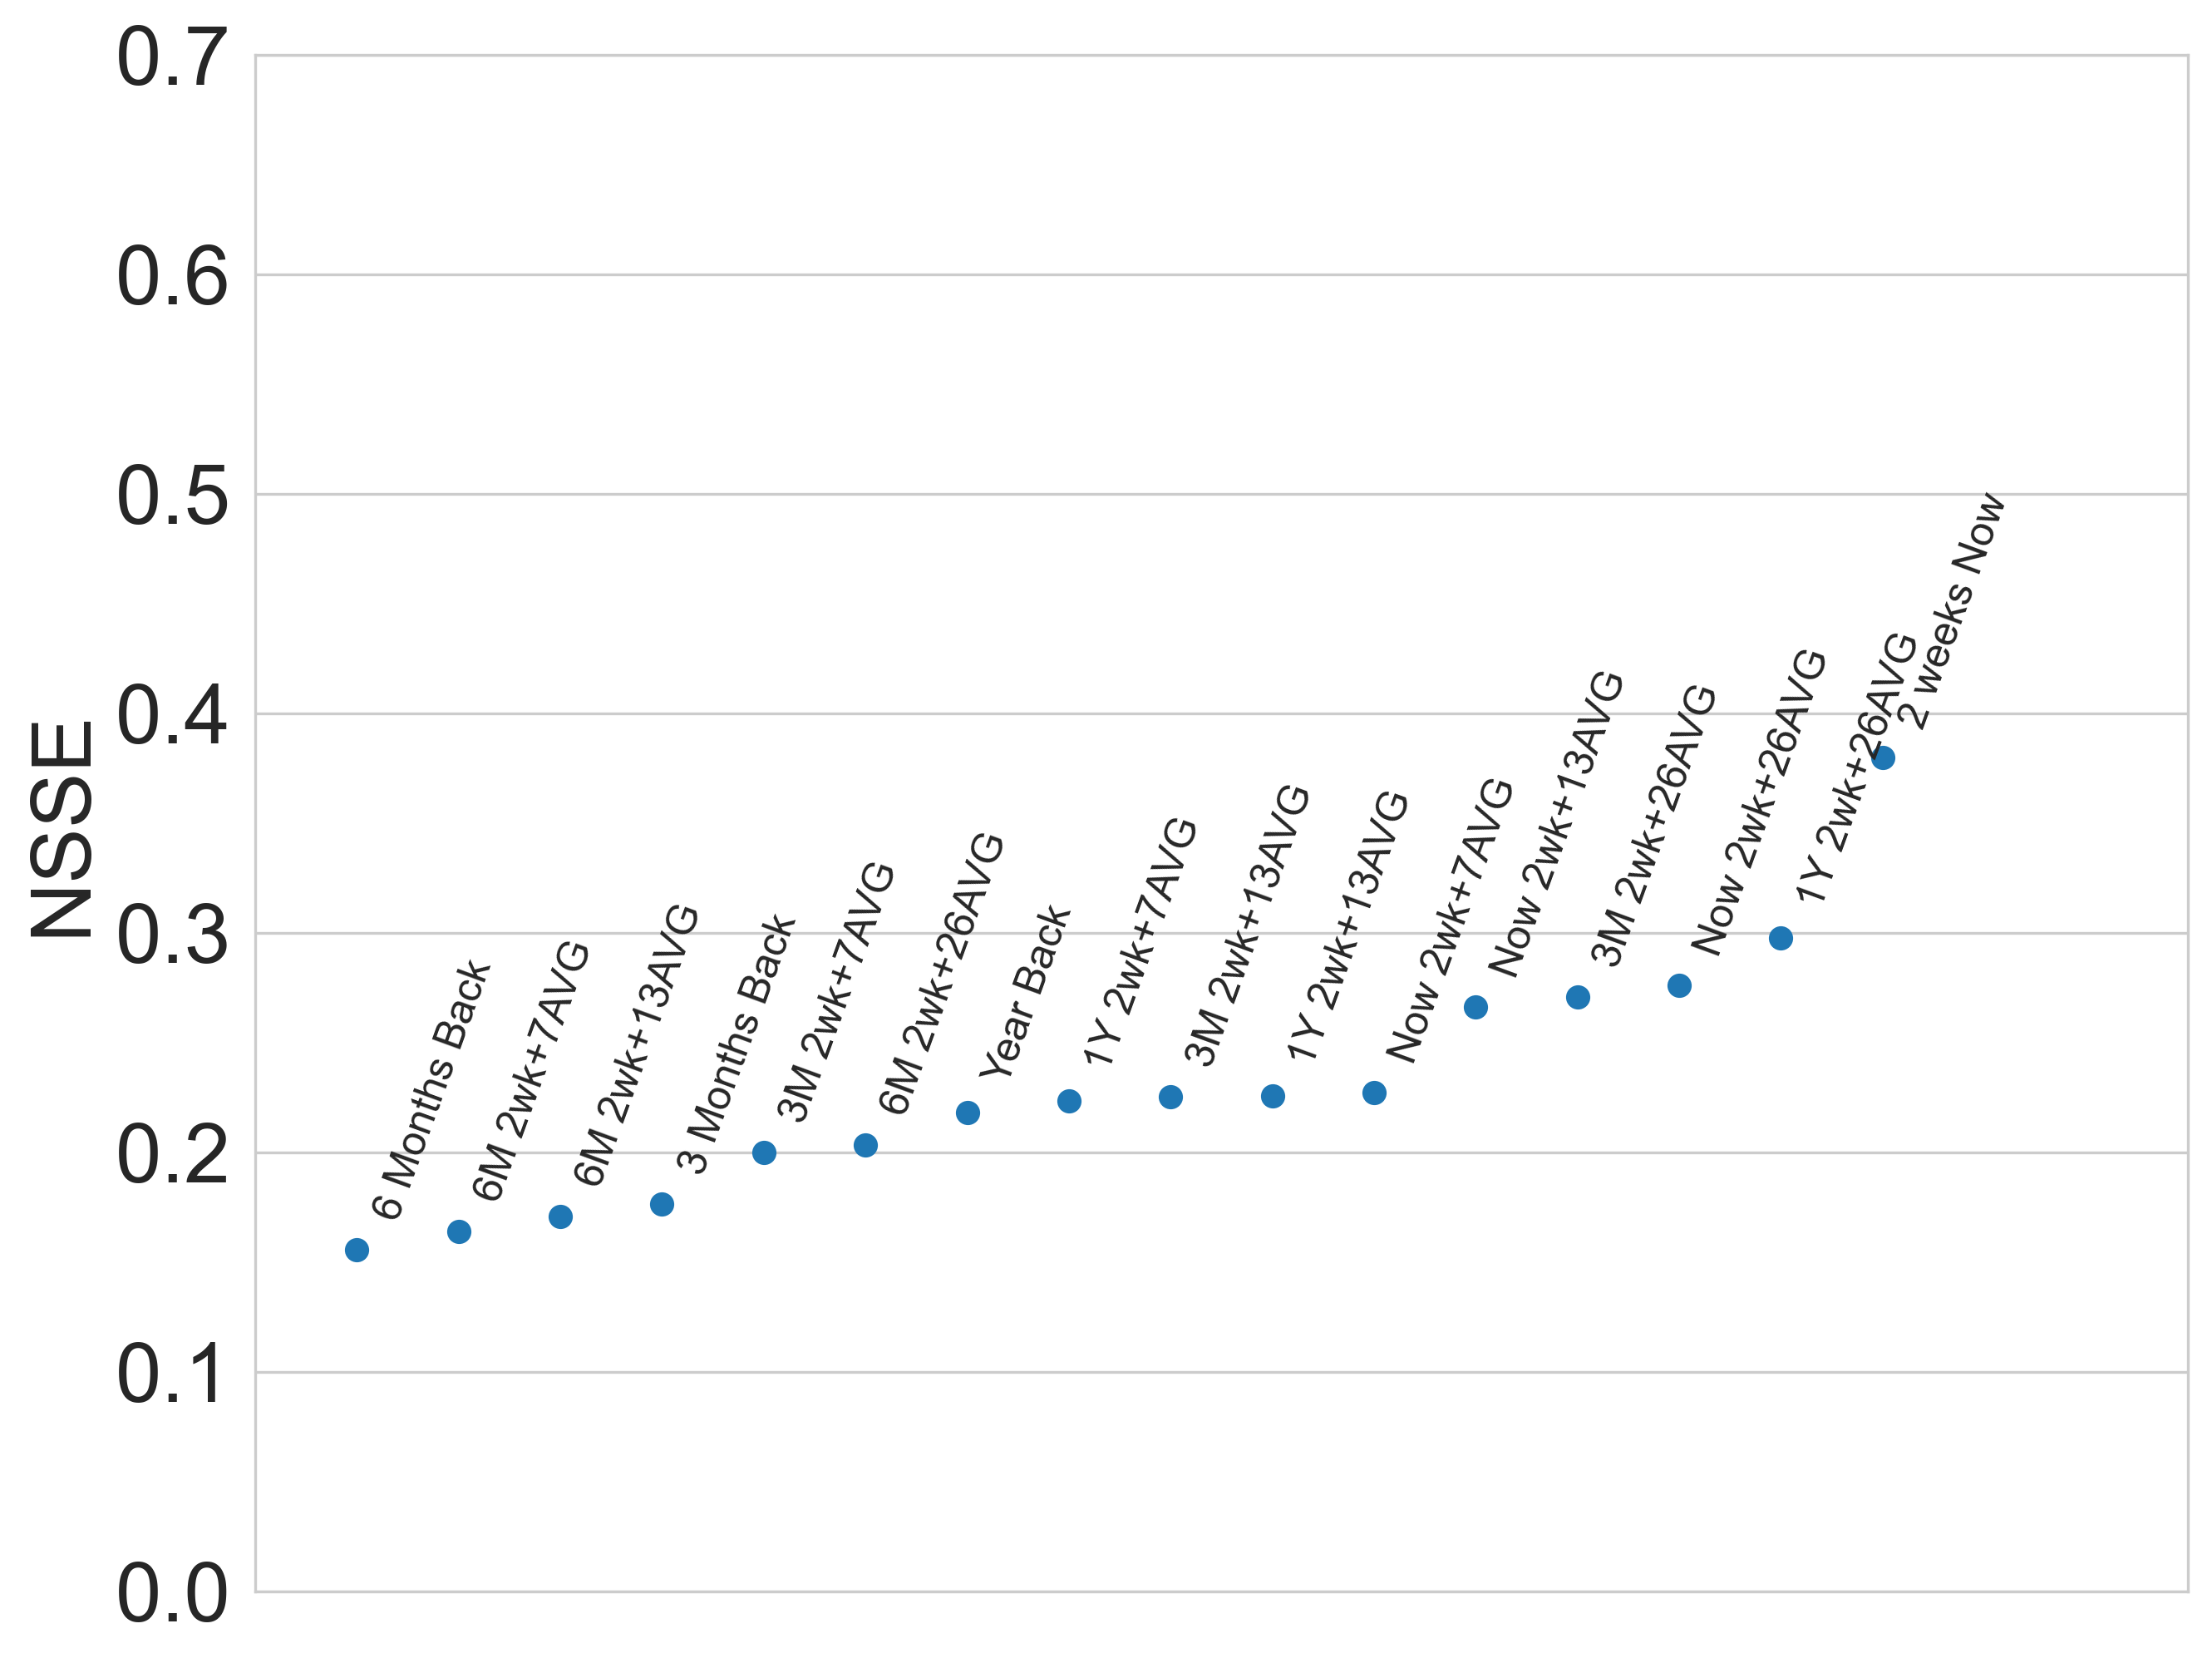 0.7
0.6
0.5
0.4
0.3
0.2
0.1
0.0
NSSE
6 Months Back
6M 2wk+7AVG
6M 2wk+13AVG
3 Months Back
3M 2wk+7AVG
6M 2wk+26AVG
Year Back
1Y 2wk+7AVG
3M 2wk+13AVG
1Y 2wk+13AVG
Now 2wk+7AVG
Now 2wk+13AVG
3M 2wk+26AVG
Now 2wk+26AVG
1Y 2wk+26AVG
2 weeks Now